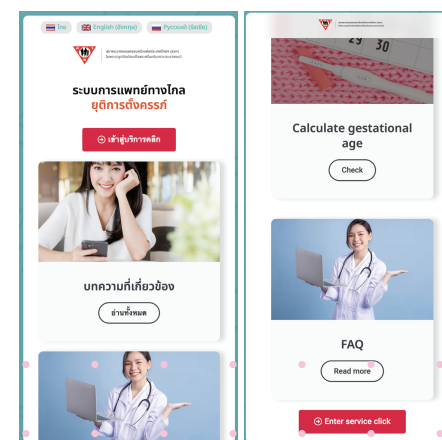 ไทย
English (อังกฤษ)
Русский (รัสเซีย)
ระบบการแพทย์ทางไกล
ยุติการตั้งครรภ์
เข้าสู่บริการคลิก
บทความที่เกี่ยวข้อง
อ่านทั้งหมด
29 30
Calculate gestational
age
Check
FAQ
Read more
Enter service click